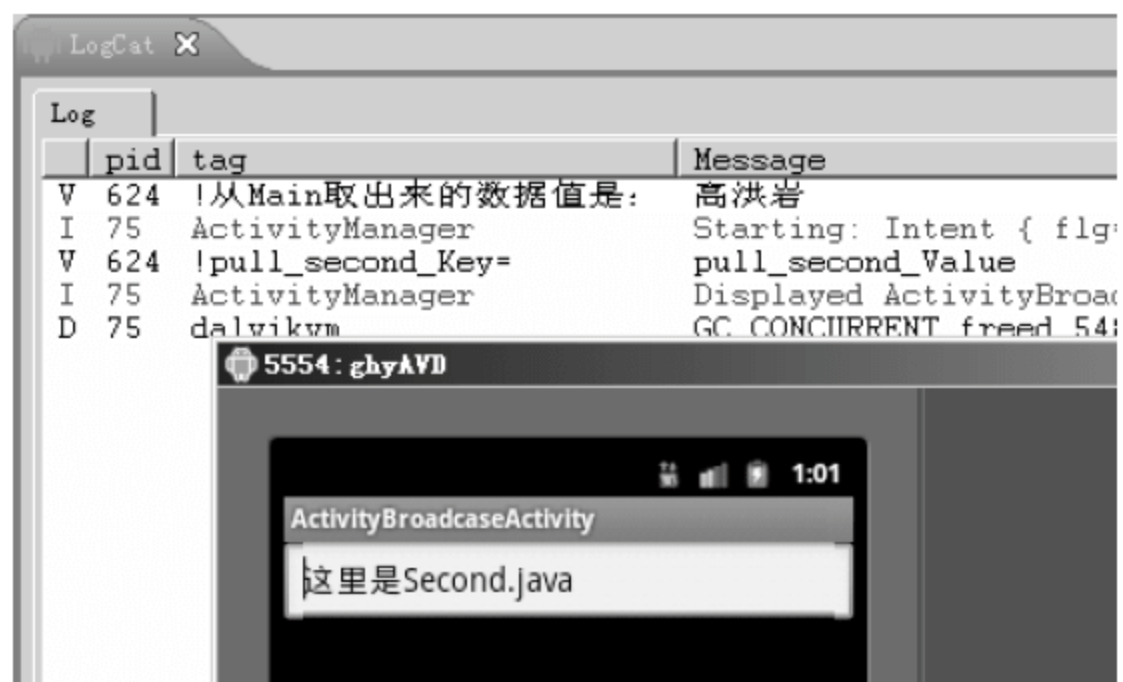 LogCat
Log
pid tag Message
V 624 !从Main取出来的数据值是: 高洪岩
I 75 ActivityManager Starting: Intent { flg
V 624 !pull_second_Key= pull_second_Value
I 75 ActivityManager Displayed ActivityBroad
D 75 dalvikvm GC_CONCURRENT freed 54
5554:ghyAVD
1:01
ActivityBroadcaseActivity
这里是Second.java